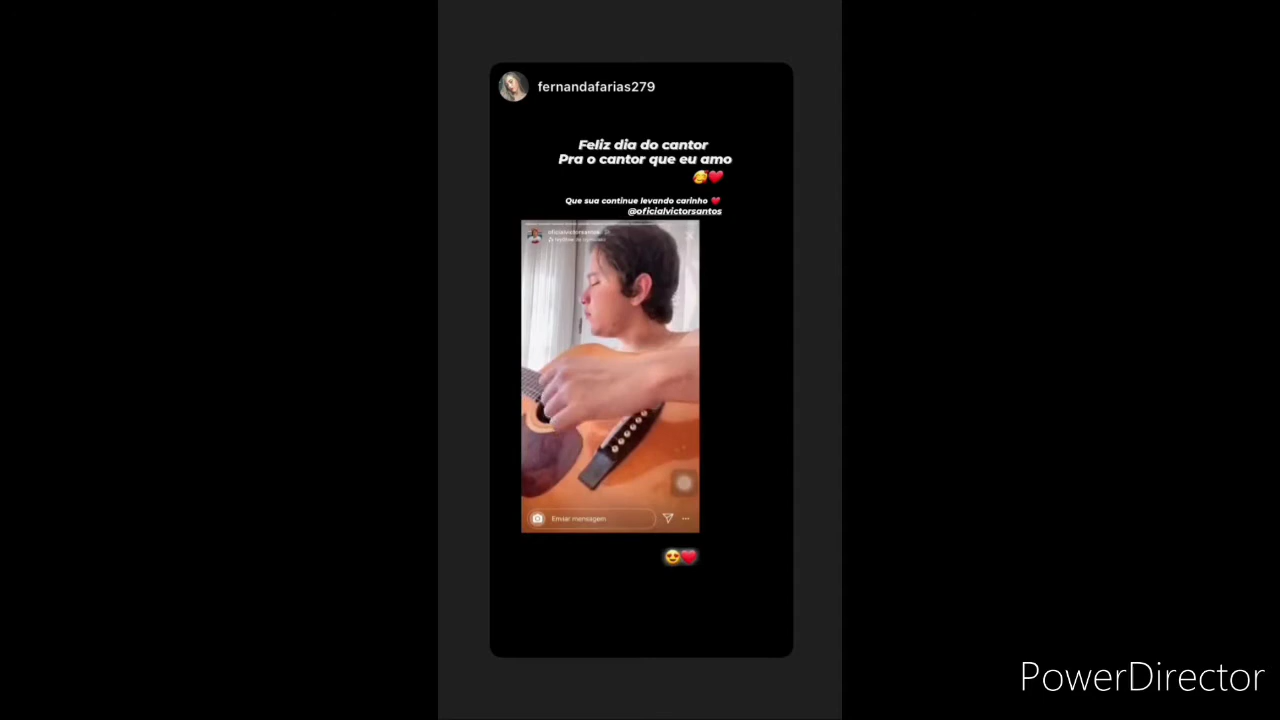 fernandafarias279
Feliz dia do cantor
Pra o cantor que eu amo
Que sua continue levando carinho
@oficialvictorsantos
oficialvictorsantos
Enviar mensagem
PowerDirector